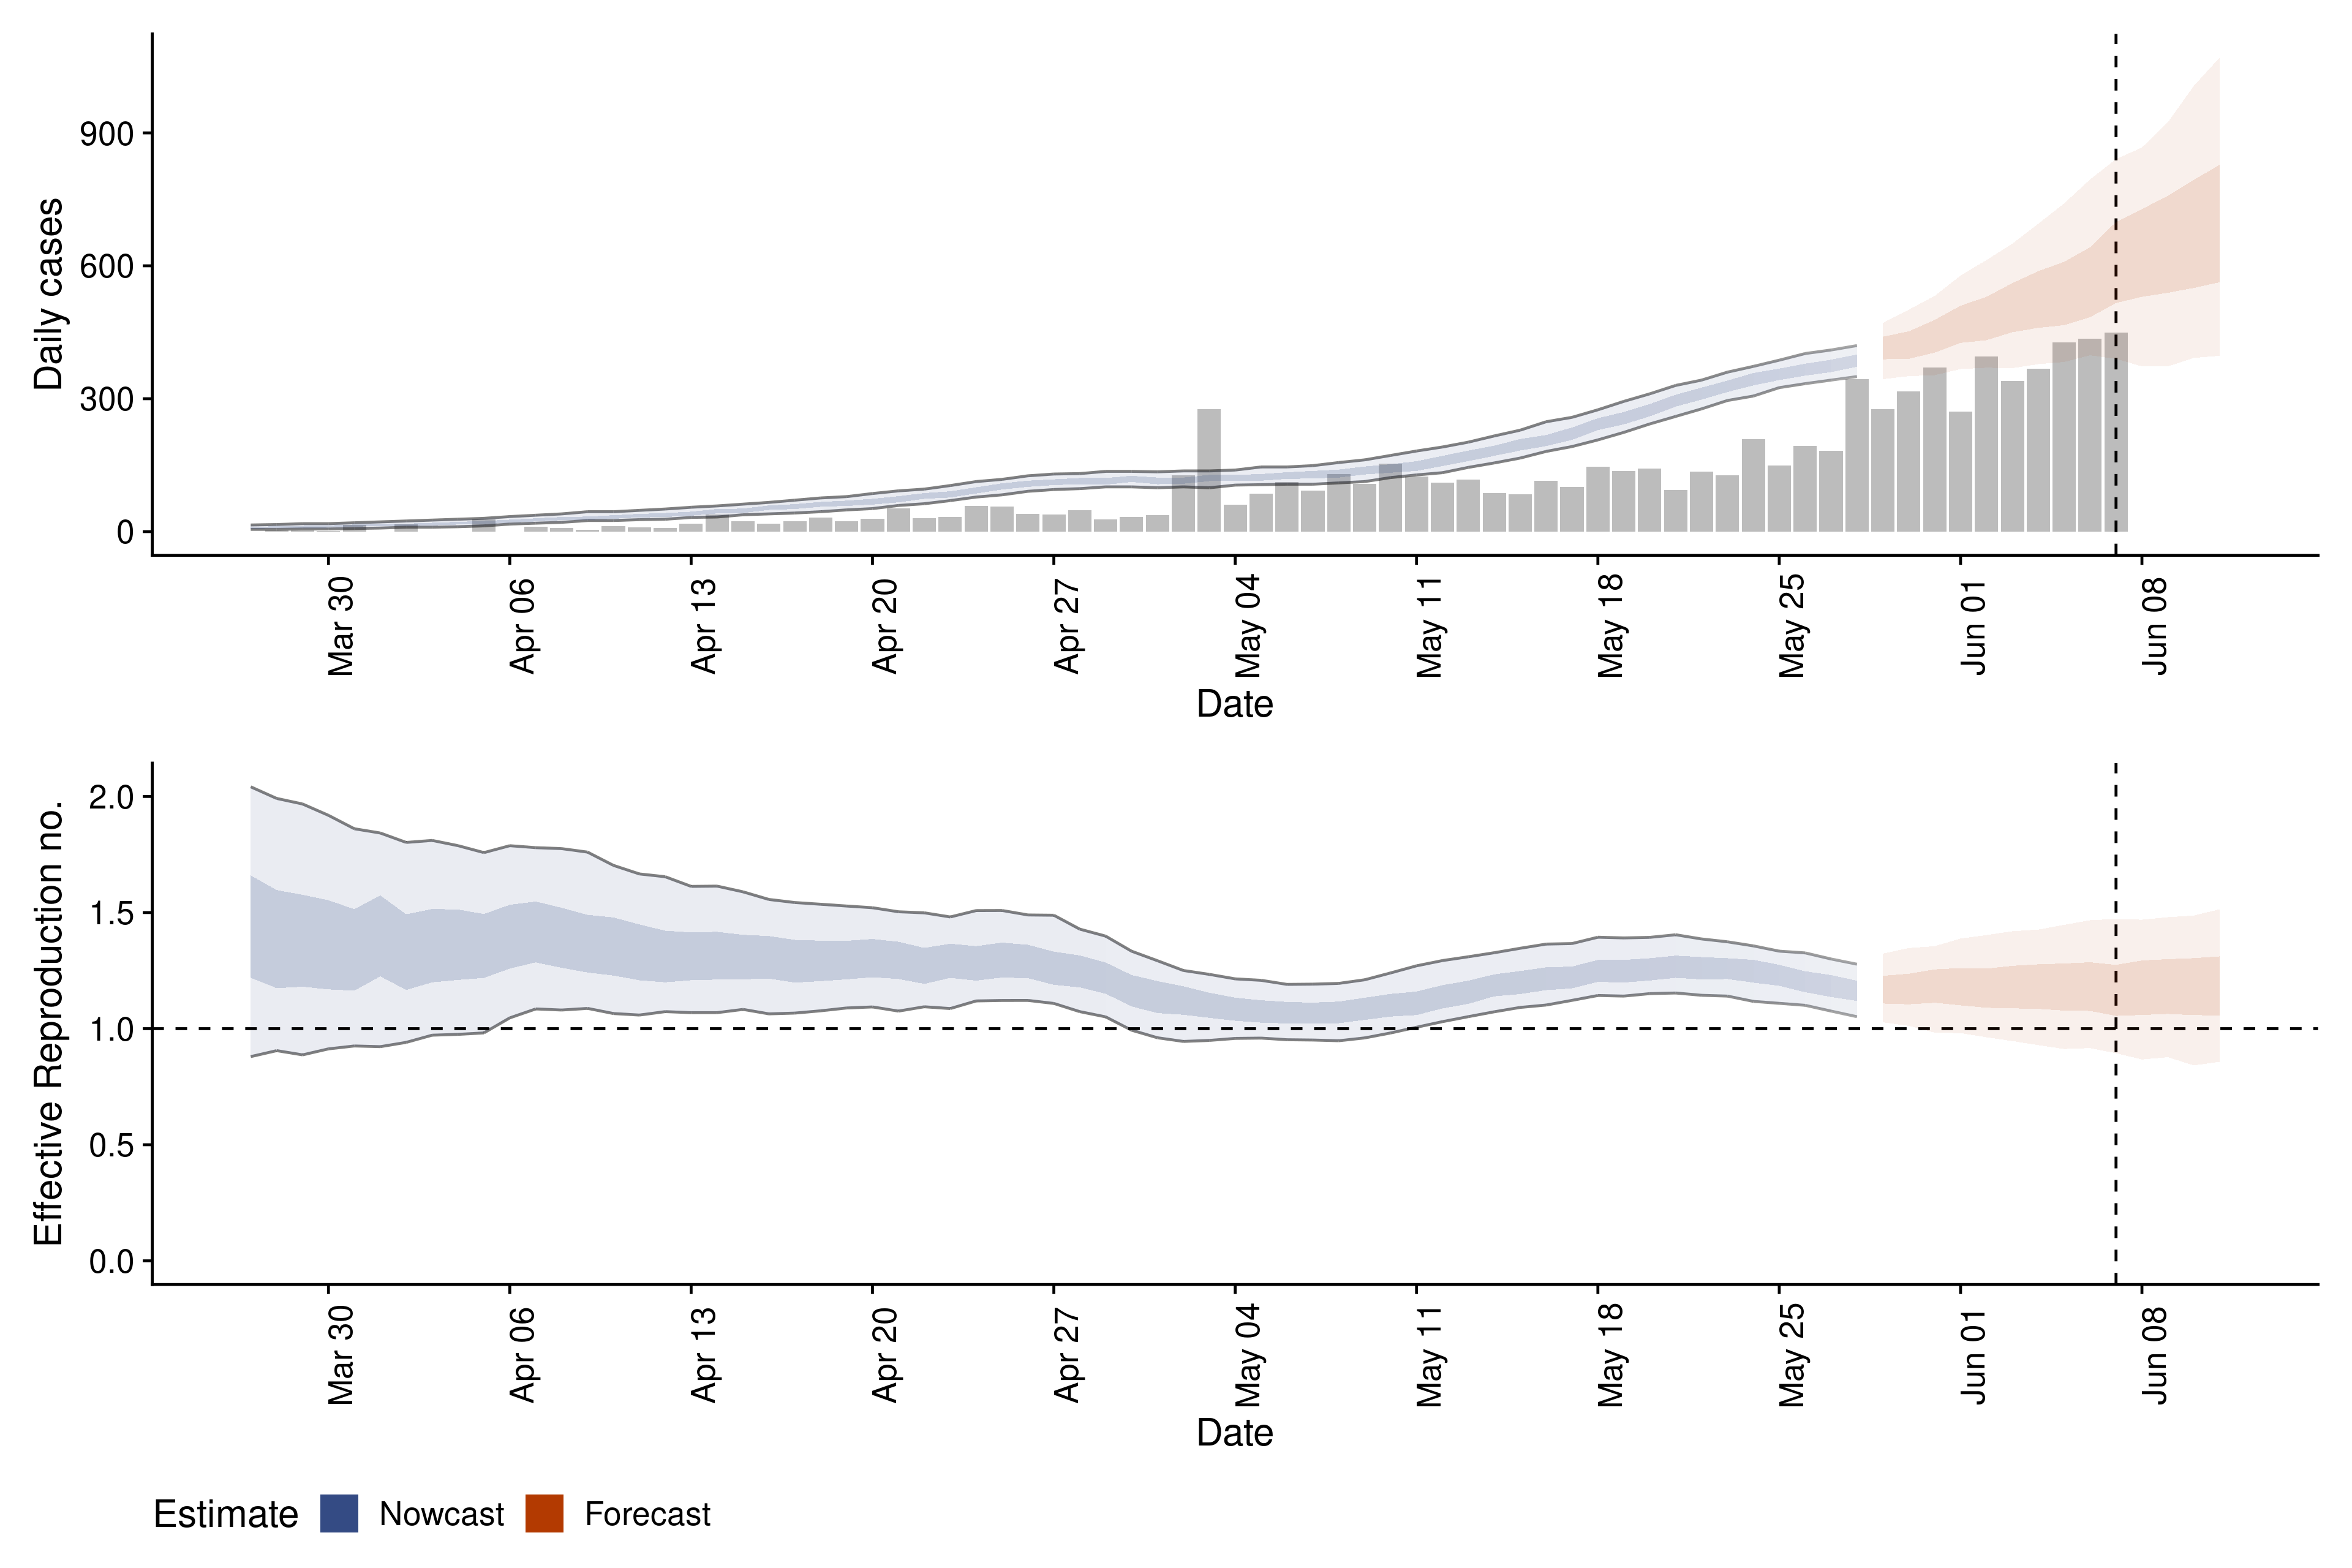 Daily cases
900
600
300
0
Mar 30
Apr 06
Apr 13
Apr 20
Apr 27
May 04
May 11
May 18
May 25
Jun 01
Jun 08
Date
Effective Reproduction no.
2.0
1.5
1.0
0.5
0.0
Mar 30
Apr 06
Apr 13
Apr 20
Apr 27
May 04
May 11
May 18
May 25
Jun 01
Jun 08
Date
Estimate Nowcast Forecast